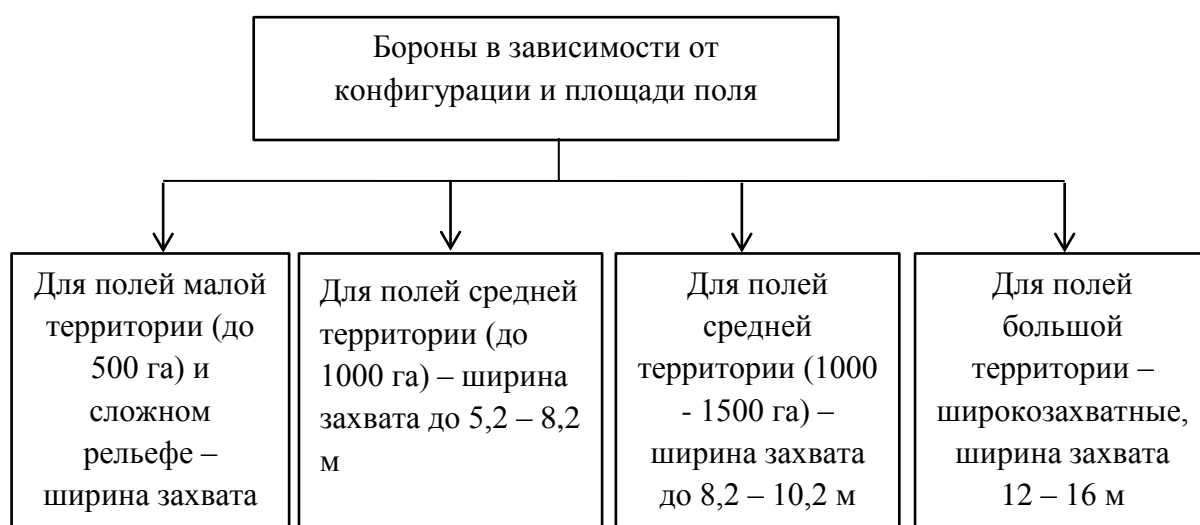 Бороны в зависимости от
конфигурации и площади поля
Для полей малой
территории (до
500 га) и
сложном
рельефе –
ширина захвата
Для полей средней
территории (до
1000 га) – ширина
захвата до 5,2 – 8,2
м
Для полей
средней
территории (1000
- 1500 га) –
ширина захвата
до 8,2 – 10,2 м
Для полей
большой
территории –
широкозахватные,
ширина захвата
12 – 16 м